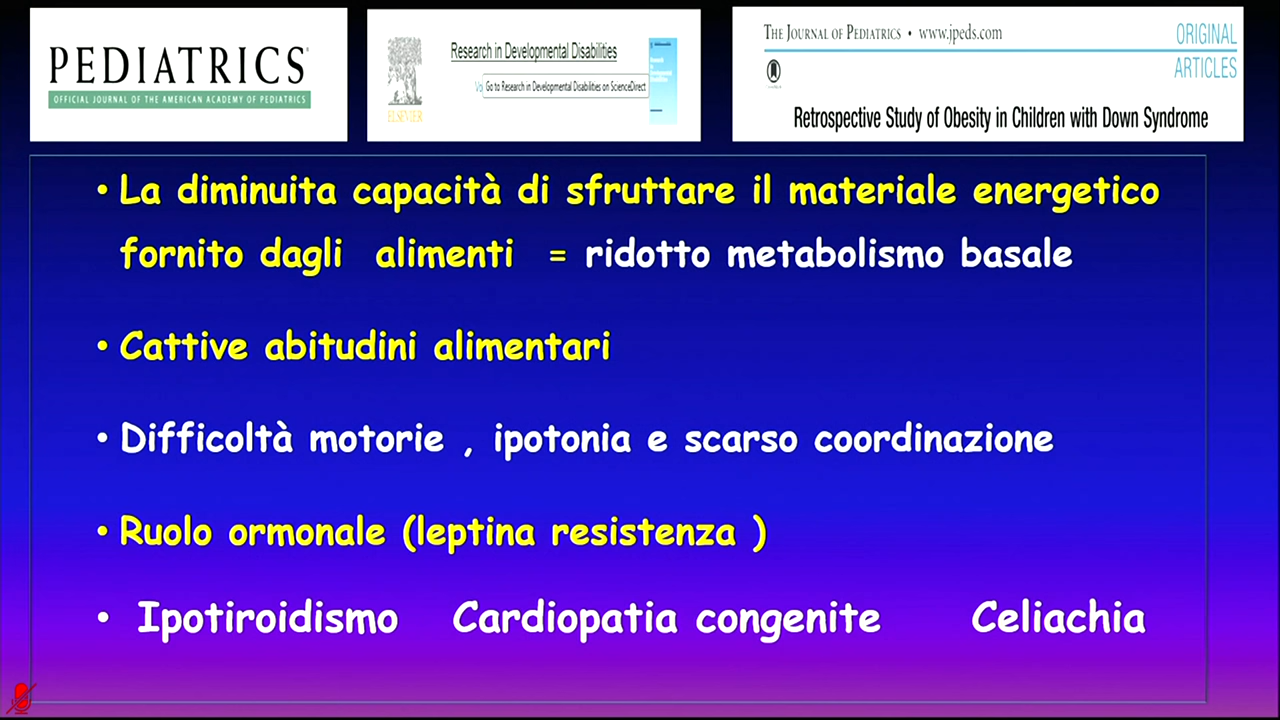 PEDIATRICS
OFFICIAL JOURNAL OF THE AMERICAN ACADEMY OF PEDIATRICS
Research in Developmental Disabilities
Go to Research in Developmental Disabilities on ScienceDirect
ELSEVIER
THE JOURNAL OF PEDIATRICS • www.jpeds.com
ORIGINAL
ARTICLES
Retrospective Study of Obesity in Children with Down Syndrome
• La diminuita capacità di sfruttare il materiale energetico
fornito dagli alimenti = ridotto metabolismo basale
• Cattive abitudini alimentari
• Difficoltà motorie , ipotonia e scarso coordinazione
• Ruolo ormonale (leptina resistenza )
• Ipotiroidismo Cardiopatia congenite Celiachia